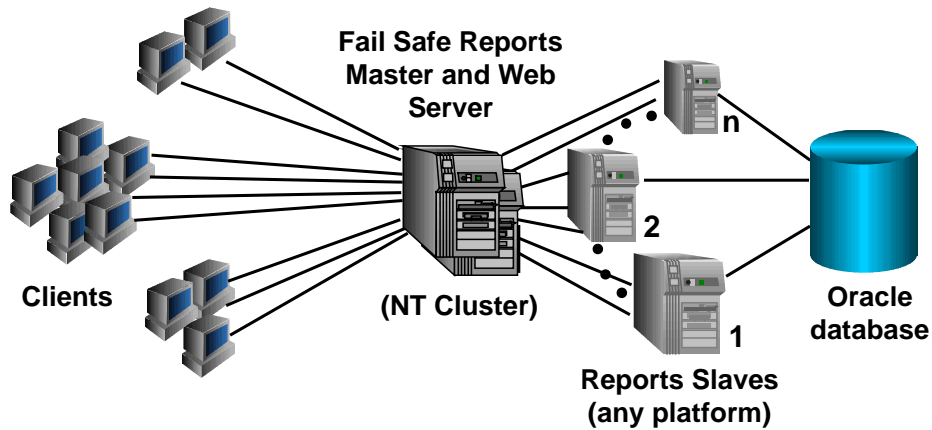 Fail Safe Reports
Master and Web
Server
n
2
1
Clients
(NT Cluster)
Oracle
database
Reports Slaves
(any platform)